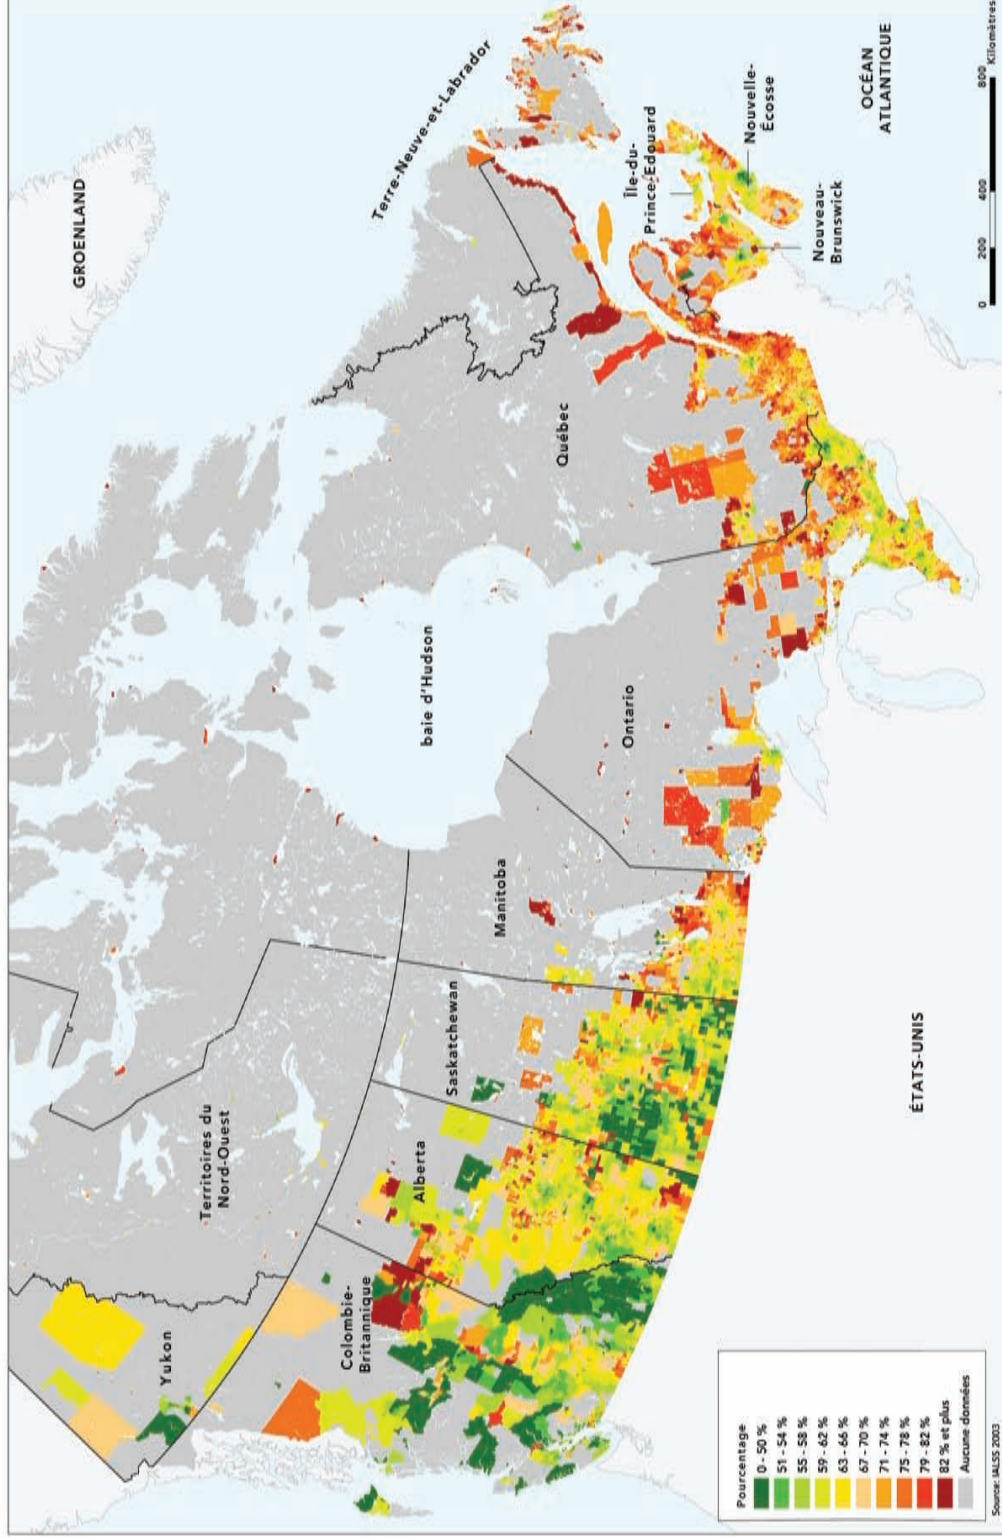 GROENLAND
Terre-Neuve-et-Labrador
Île-du-
Prince-Édouard
Nouvelle-
Écosse
OCÉAN
ATLANTIQUE
Nouveau-
Brunswick
Québec
baie d'Hudson
Ontario
Manitoba
Saskatchewan
Alberta
Territoires du
Nord-Ouest
Yukon
Colombie-
Britannique
ÉTATS-UNIS
0 200 400 800
Kilomètres
Pourcentage
0 - 50 %
51 - 54 %
55 - 58 %
59 - 62 %
63 - 66 %
67 - 70 %
71 - 74 %
75 - 78 %
79 - 82 %
82 % et plus
Aucune données
Source: IALSS 2003